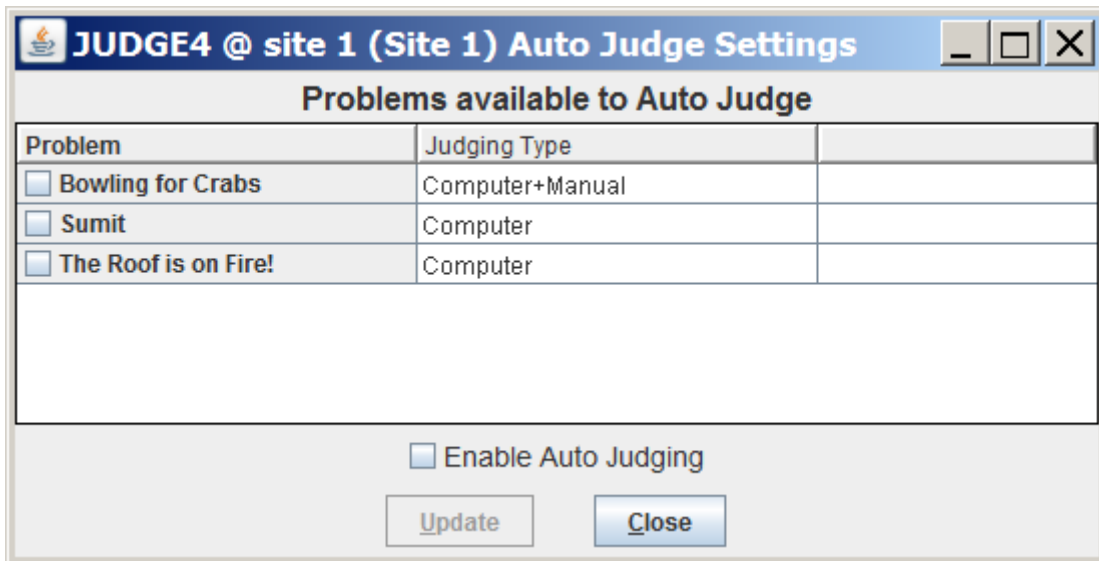 JUDGE4 @ site 1 (Site 1) Auto Judge Settings
Problems available to Auto Judge
Problem Judging Type
Bowling for Crabs Computer+Manual
Sumit Computer
The Roof is on Fire! Computer
Enable Auto Judging
Update Close